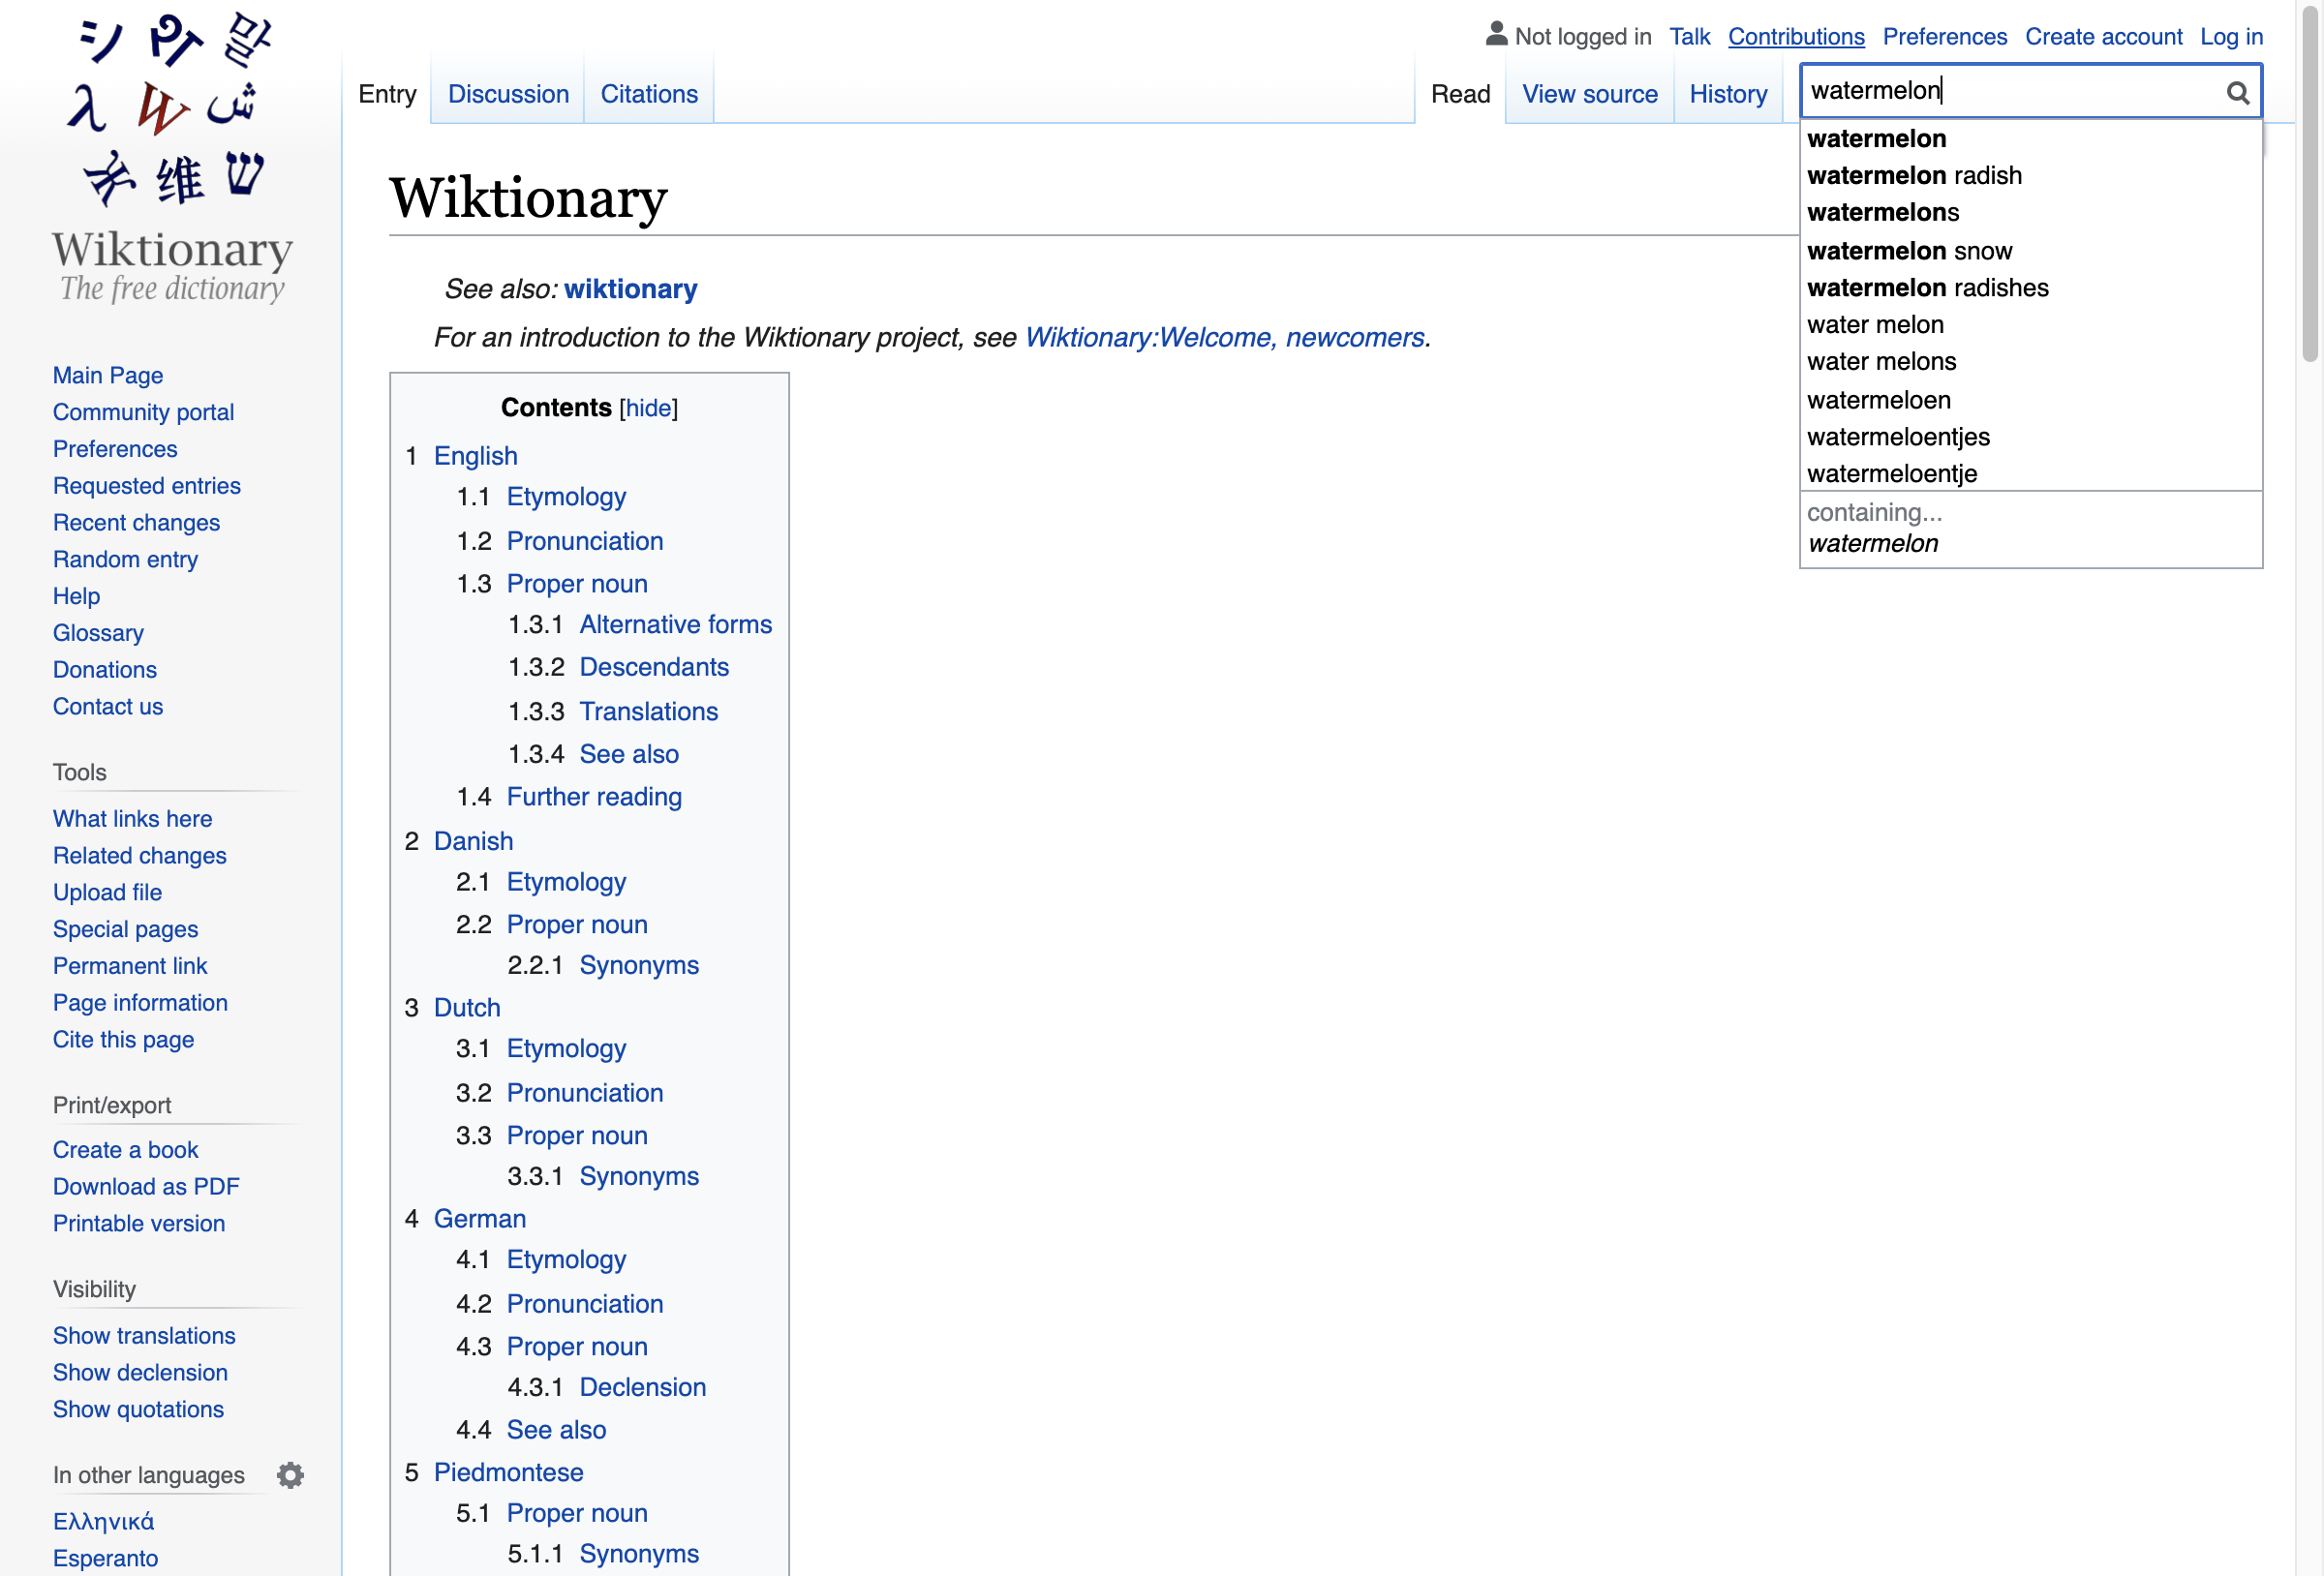 シ 말
λ W ش
维 ש
Wiktionary
The free dictionary
Not logged in Talk Contributions Preferences Create account Log in
Entry Discussion Citations Read View source History watermelon
watermelon
watermelon radish
watermelons
watermelon snow
watermelon radishes
water melon
water melons
watermeloen
watermeloentjes
watermeloentje
containing...
watermelon
Wiktionary
See also: wiktionary
For an introduction to the Wiktionary project, see Wiktionary:Welcome, newcomers.
Contents [hide]
1 English
1.1 Etymology
1.2 Pronunciation
1.3 Proper noun
1.3.1 Alternative forms
1.3.2 Descendants
1.3.3 Translations
1.3.4 See also
1.4 Further reading
2 Danish
2.1 Etymology
2.2 Proper noun
2.2.1 Synonyms
3 Dutch
3.1 Etymology
3.2 Pronunciation
3.3 Proper noun
3.3.1 Synonyms
4 German
4.1 Etymology
4.2 Pronunciation
4.3 Proper noun
4.3.1 Declension
4.4 See also
5 Piedmontese
5.1 Proper noun
5.1.1 Synonyms
Main Page
Community portal
Preferences
Requested entries
Recent changes
Random entry
Help
Glossary
Donations
Contact us
Tools
What links here
Related changes
Upload file
Special pages
Permanent link
Page information
Cite this page
Print/export
Create a book
Download as PDF
Printable version
Visibility
Show translations
Show declension
Show quotations
In other languages
Ελληνικά
Esperanto